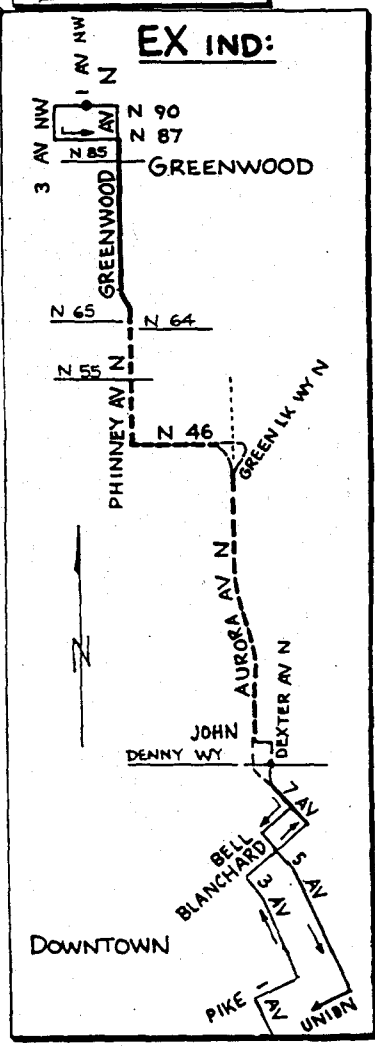 EX IND:
1 AV NW
N
3 AV NW
AV
N 90
N 87
N 85
GREENWOOD
GREENWOOD
N 65
N 64
N 55
PHINNEY AV N
N 46
GREEN LK WY N
N
AURORA AV N
DEXTER AV N
JOHN
DENNY WY
7 AV
BELL
BLANCHARD
5 AV
3 AV
DOWNTOWN
PIKE
1 AV
UNION